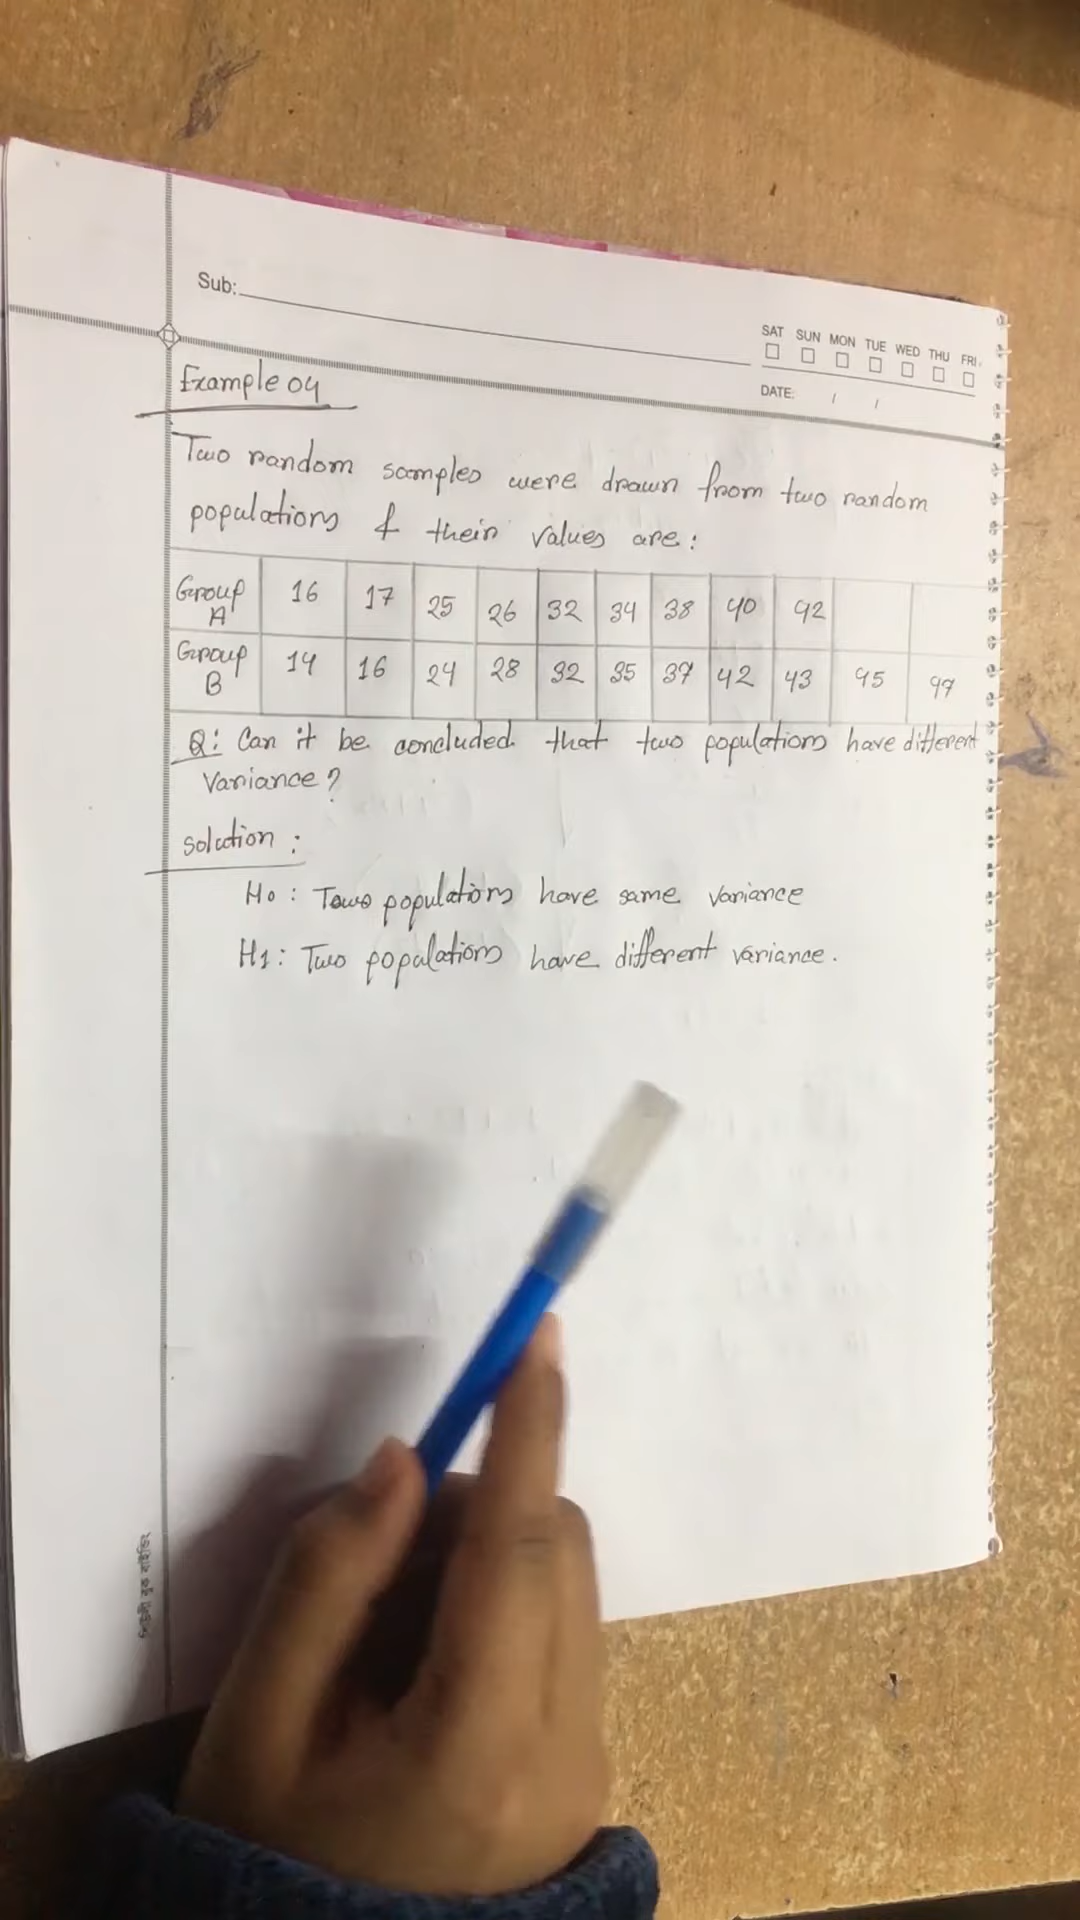 Sub:
SAT SUN MON TUE WED THU FRI
DATE: / /
Example 04
Two random samples were drawn from two random
populations & their values are:
Group A 16 17 25 26 32 34 38 40 42
Group B 14 16 24 28 32 35 37 42 43 45 47
Q: Can it be concluded that two populations have different
variance?
solution:
H0: Two populations have same variance
H1: Two populations have different variance.